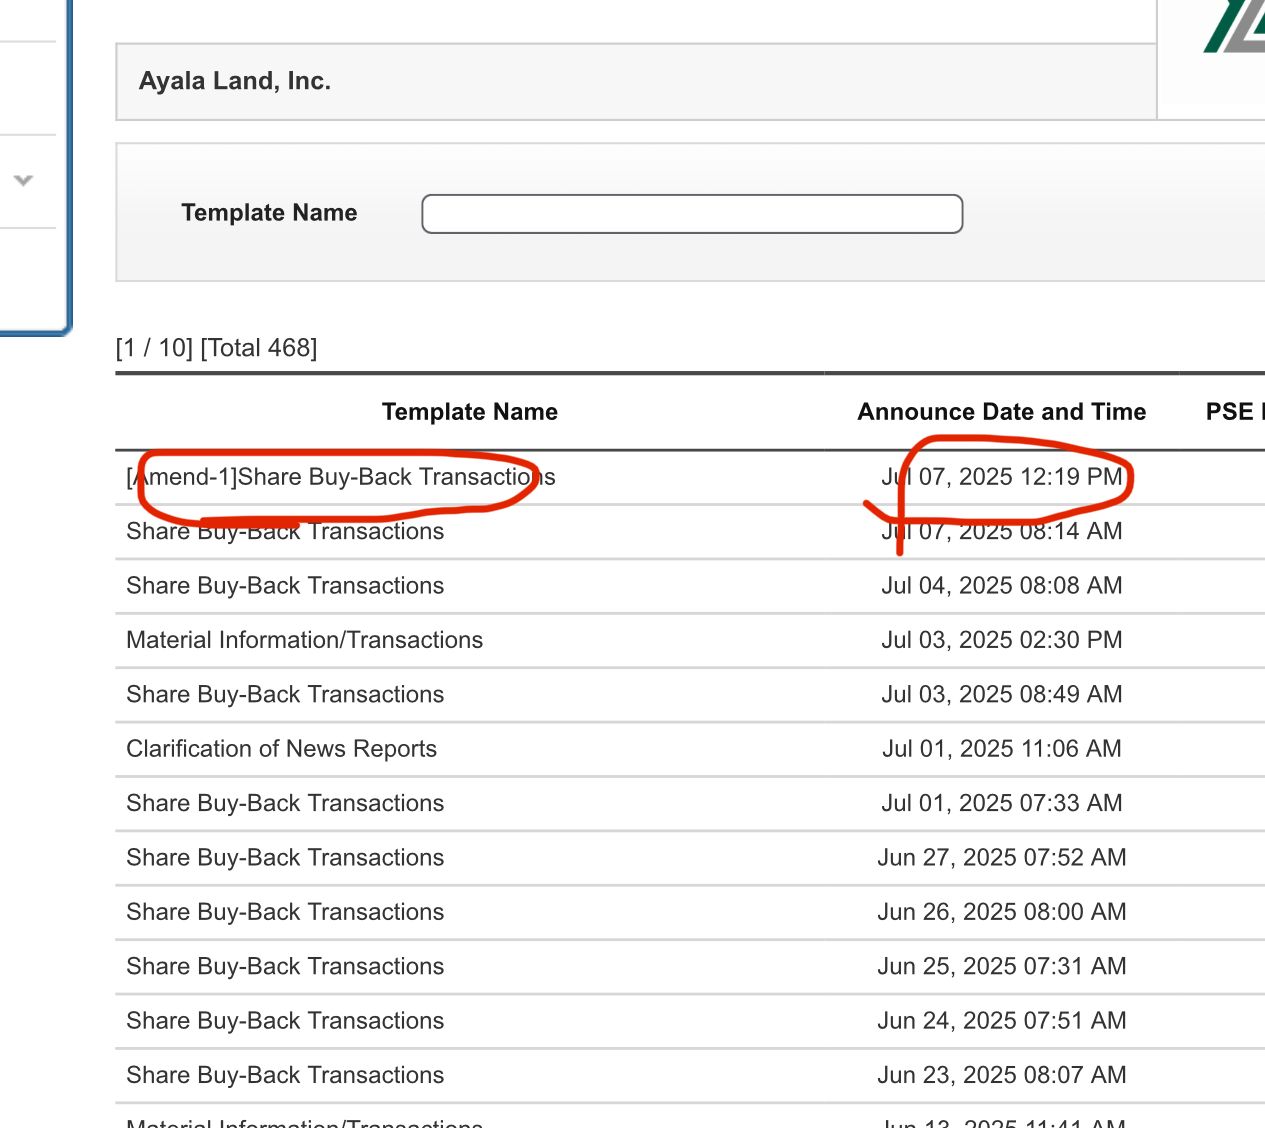 Ayala Land, Inc.
Template Name
[1 / 10] [Total 468]
Template Name Announce Date and Time PSE
[Amend-1]Share Buy-Back Transactions Jul 07, 2025 12:19 PM
Share Buy-Back Transactions Jul 07, 2025 08:14 AM
Share Buy-Back Transactions Jul 04, 2025 08:08 AM
Material Information/Transactions Jul 03, 2025 02:30 PM
Share Buy-Back Transactions Jul 03, 2025 08:49 AM
Clarification of News Reports Jul 01, 2025 11:06 AM
Share Buy-Back Transactions Jul 01, 2025 07:33 AM
Share Buy-Back Transactions Jun 27, 2025 07:52 AM
Share Buy-Back Transactions Jun 26, 2025 08:00 AM
Share Buy-Back Transactions Jun 25, 2025 07:31 AM
Share Buy-Back Transactions Jun 24, 2025 07:51 AM
Share Buy-Back Transactions Jun 23, 2025 08:07 AM
Material Information/Transactions Jun 13, 2025 11:41 AM